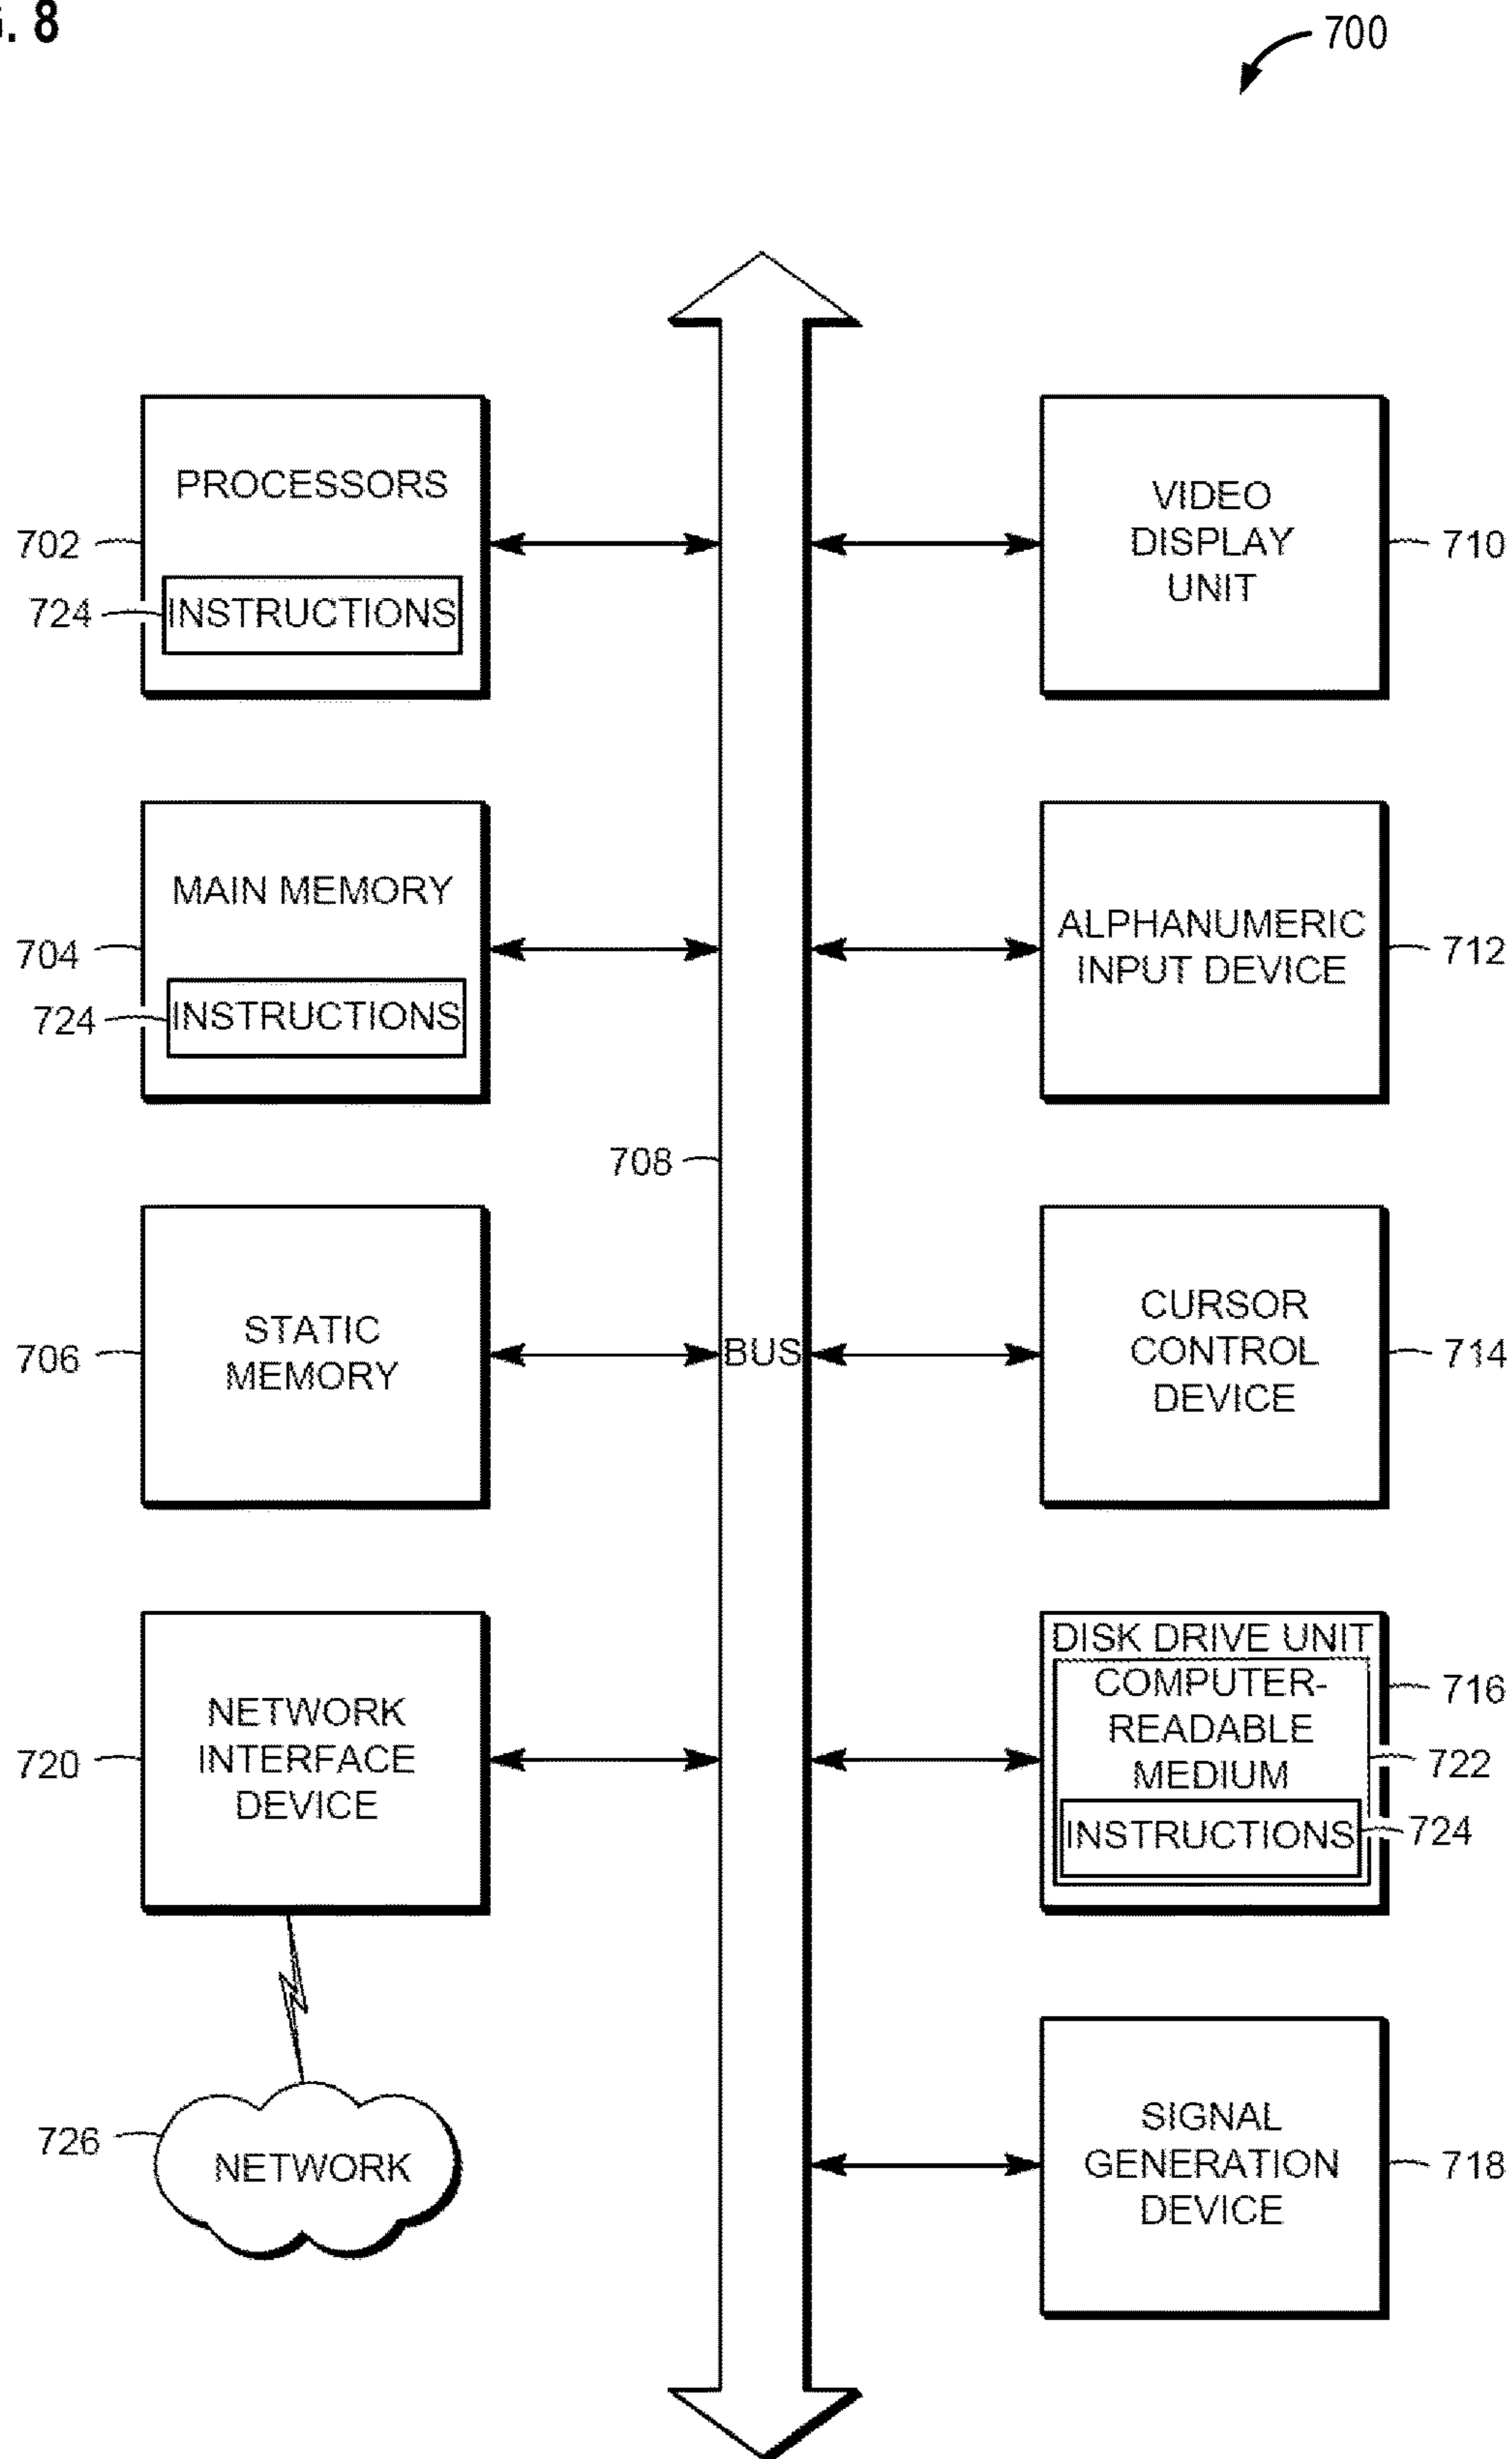 . 8
700
PROCESSORS
702
724
INSTRUCTIONS
VIDEO
DISPLAY
UNIT
710
MAIN MEMORY
704
724
INSTRUCTIONS
ALPHANUMERIC
INPUT DEVICE
712
708
STATIC
MEMORY
706
BUS
CURSOR
CONTROL
DEVICE
714
NETWORK
INTERFACE
DEVICE
720
DISK DRIVE UNIT
COMPUTER-
READABLE
MEDIUM
INSTRUCTIONS
716
722
724
726
NETWORK
SIGNAL
GENERATION
DEVICE
718